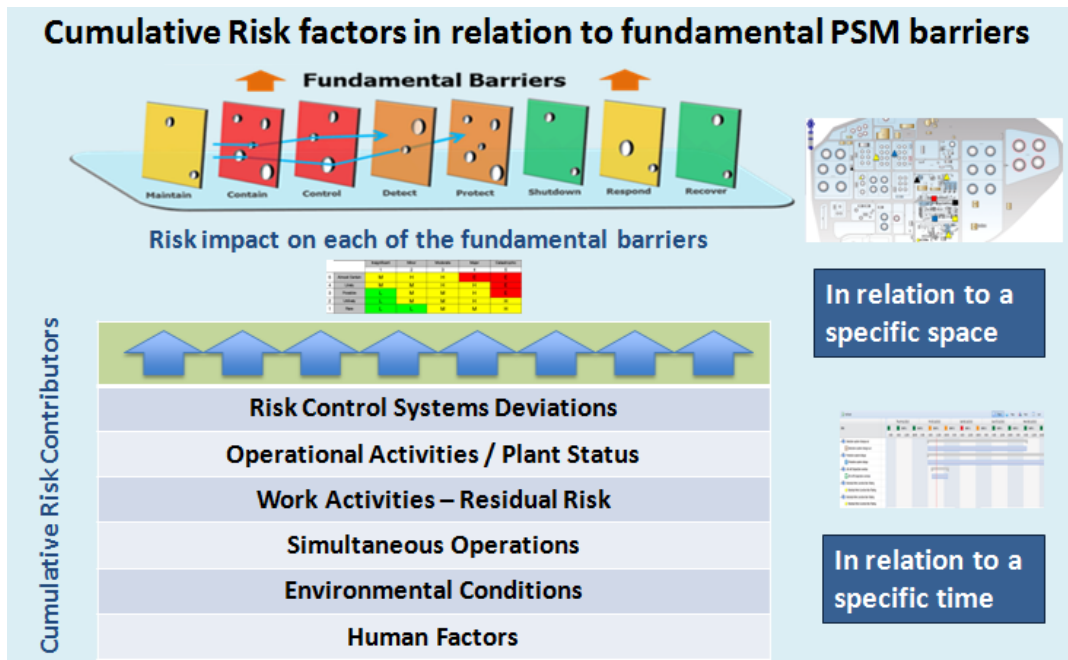 Cumulative Risk factors in relation to fundamental PSM barriers
Fundamental Barriers
Maintain Contain Control Detect Protect Shutdown Respond Recover
Risk impact on each of the fundamental barriers
In relation to a
specific space
Cumulative Risk Contributors
Risk Control Systems Deviations
Operational Activities / Plant Status
Work Activities – Residual Risk
Simultaneous Operations
Environmental Conditions
Human Factors
In relation to a
specific time